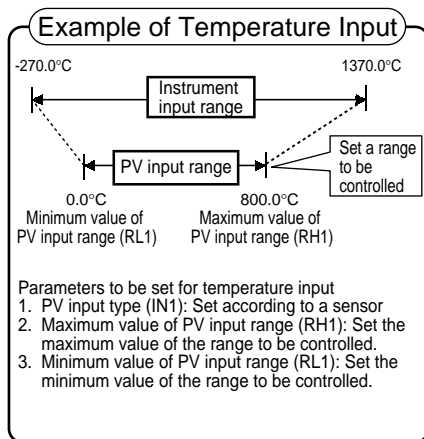 Example of Temperature Input
-270.0°C 1370.0°C
Instrument
input range
PV input range
Set a range
to be
controlled
0.0°C 800.0°C
Minimum value of Maximum value of
PV input range (RL1) PV input range (RH1)
Parameters to be set for temperature input
1. PV input type (IN1): Set according to a sensor
2. Maximum value of PV input range (RH1): Set the
maximum value of the range to be controlled.
3. Minimum value of PV input range (RL1): Set the
minimum value of the range to be controlled.